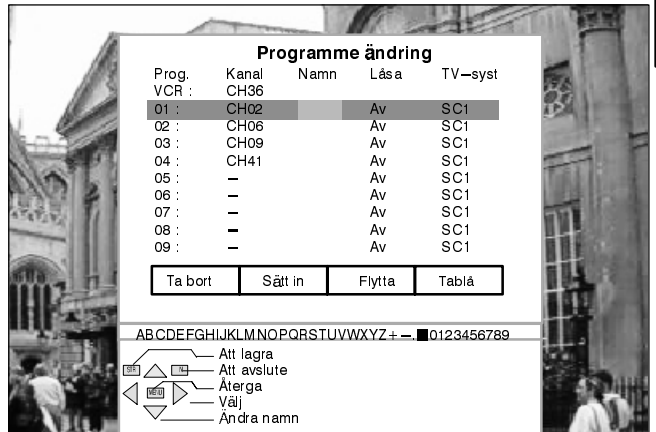 Programme ändring
Prog. Kanal Namn Låsa TV–syst
VCR : CH36
01 : CH02 Av SC1
02 : CH06 Av SC1
03 : CH09 Av SC1
04 : CH41 Av SC1
05 : – Av SC1
06 : – Av SC1
07 : – Av SC1
08 : – Av SC1
09 : – Av SC1
Ta bort Sätt in Flytta Tablå
ABCDEFGHIJKLMNOPQRSTUVWXYZ+–.■0123456789
Att lagra
STR N Att avslute
Återga
MENU Välj
Ändra namn